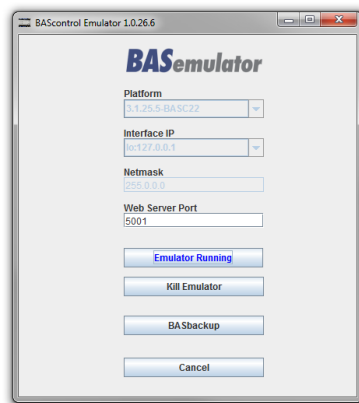 BAScontrol Emulator 1.0.26.6
BASemulator
Platform
3.1.25.5-BASC22
Interface IP
lo:127.0.0.1
Netmask
255.0.0.0
Web Server Port
5001
Emulator Running
Kill Emulator
BASbackup
Cancel